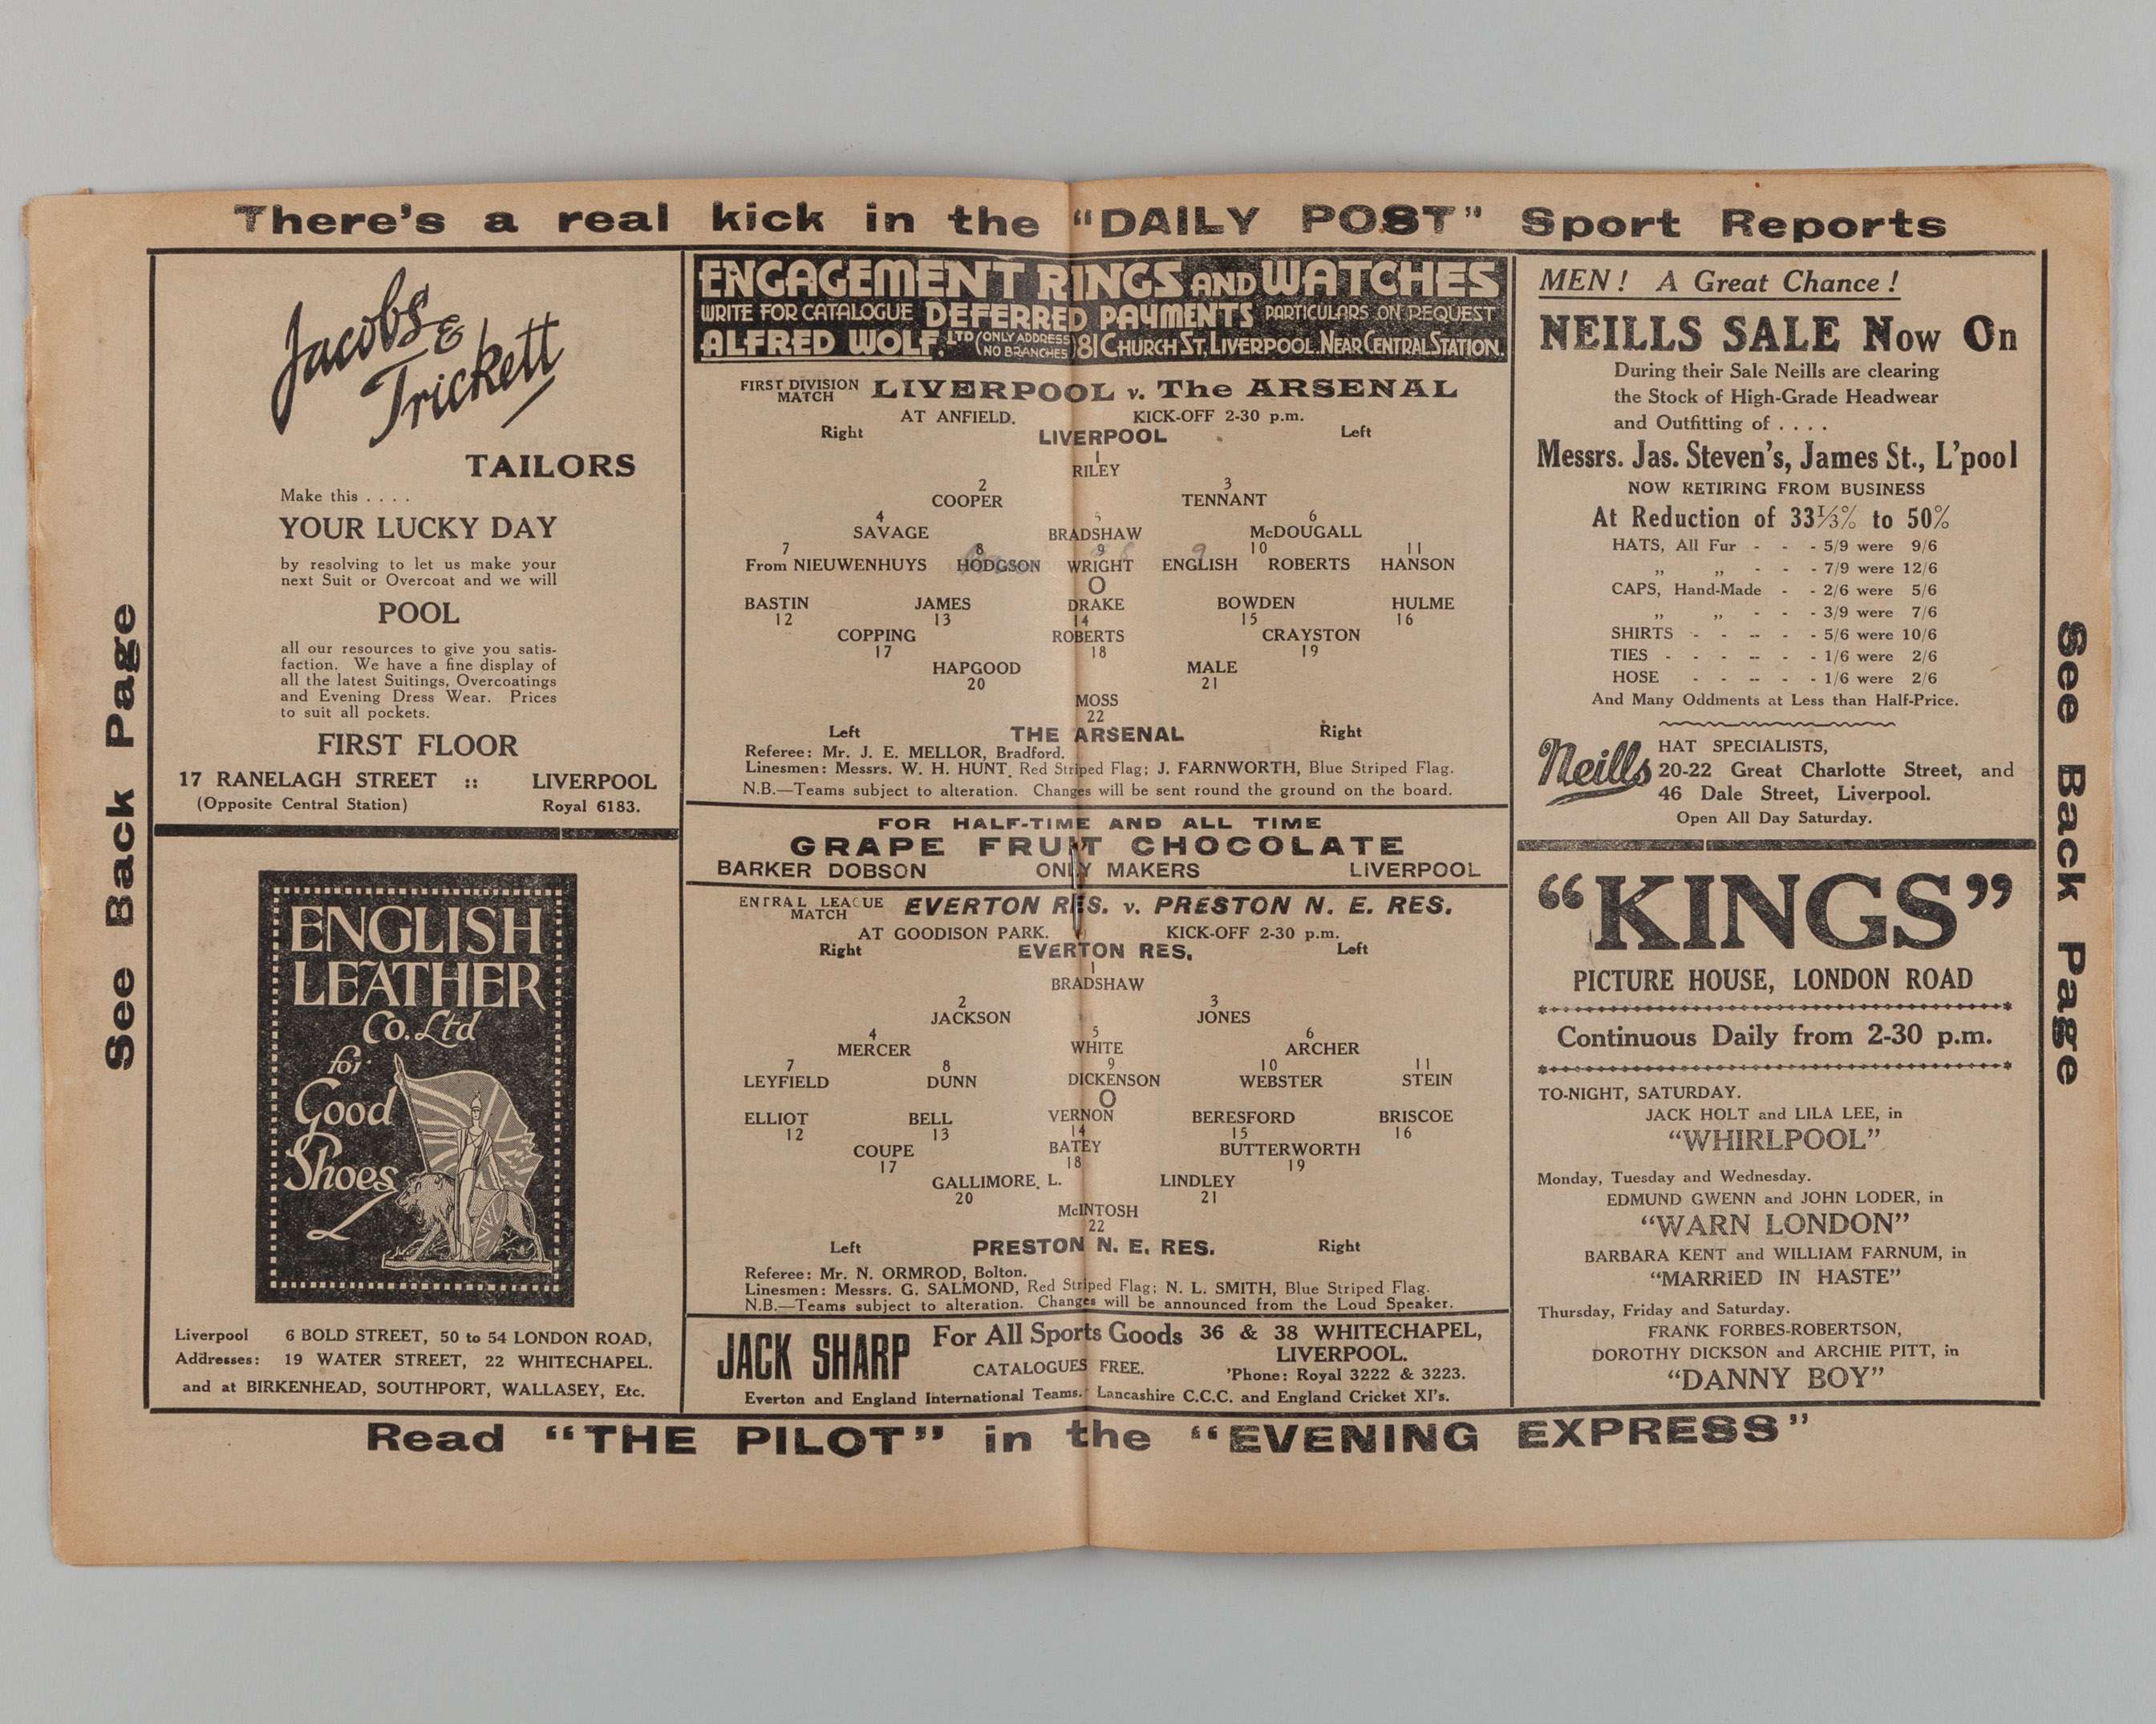 There's a real kick in the "DAILY POST" Sport Reports
See Back Page
Jacobs &
Trickett
TAILORS
Make this . . . .
YOUR LUCKY DAY
by resolving to let us make your
next Suit or Overcoat and we will
POOL
all our resources to give you satis-
faction. We have a fine display of
all the latest Suitings, Overcoatings
and Evening Dress Wear. Prices
to suit all pockets.
FIRST FLOOR
17 RANELAGH STREET :: LIVERPOOL
(Opposite Central Station) Royal 6183.
ENGLISH
LEATHER
Co. Ltd
for
Good
Shoes
Liverpool 6 BOLD STREET, 50 to 54 LONDON ROAD,
Addresses: 19 WATER STREET, 22 WHITECHAPEL.
and at BIRKENHEAD, SOUTHPORT, WALLASEY, Etc.
ENGAGEMENT RINGS AND WATCHES
WRITE FOR CATALOGUE DEFERRED PAYMENTS PARTICULARS ON REQUEST
ALFRED WOLF. LTD (ONLY ADDRESS NO BRANCHES) 81 CHURCH ST, LIVERPOOL. NEAR CENTRAL STATION.
FIRST DIVISION MATCH LIVERPOOL v. The ARSENAL
AT ANFIELD. KICK-OFF 2-30 p.m.
Right LIVERPOOL Left
1
RILEY
2 3
COOPER TENNANT
4 5 6
SAVAGE BRADSHAW McDOUGALL
7 8 9 9 10 11
From NIEUWENHUYS HODGSON WRIGHT ENGLISH ROBERTS HANSON
O
BASTIN JAMES DRAKE BOWDEN HULME
12 13 14 15 16
COPPING ROBERTS CRAYSTON
17 18 19
HAPGOOD MALE
20 21
MOSS
22
Left THE ARSENAL Right
Referee: Mr. J. E. MELLOR, Bradford.
Linesmen: Messrs. W. H. HUNT, Red Striped Flag; J. FARNWORTH, Blue Striped Flag.
N.B.—Teams subject to alteration. Changes will be sent round the ground on the board.
FOR HALF-TIME AND ALL TIME
GRAPE FRUIT CHOCOLATE
BARKER DOBSON ONLY MAKERS LIVERPOOL
ENTRAL LEAGUE MATCH EVERTON RES. v. PRESTON N. E. RES.
AT GOODISON PARK. KICK-OFF 2-30 p.m.
Right EVERTON RES. Left
1
BRADSHAW
2 3
JACKSON JONES
4 5 6
MERCER WHITE ARCHER
7 8 9 10 11
LEYFIELD DUNN DICKENSON WEBSTER STEIN
O
ELLIOT BELL VERNON BERESFORD BRISCOE
12 13 14 15 16
COUPE BATEY BUTTERWORTH
17 18 19
GALLIMORE, L. LINDLEY
20 21
McINTOSH
22
Left PRESTON N. E. RES. Right
Referee: Mr. N. ORMROD, Bolton.
Linesmen: Messrs. G. SALMOND, Red Striped Flag; N. L. SMITH, Blue Striped Flag.
N.B.—Teams subject to alteration. Changes will be announced from the Loud Speaker.
JACK SHARP For All Sports Goods 36 & 38 WHITECHAPEL,
LIVERPOOL.
CATALOGUES FREE. 'Phone: Royal 3222 & 3223.
Everton and England International Teams. Lancashire C.C.C. and England Cricket XI's.
MEN! A Great Chance!
NEILLS SALE Now On
During their Sale Neills are clearing
the Stock of High-Grade Headwear
and Outfitting of . . . .
Messrs. Jas. Steven's, James St., L'pool
NOW RETIRING FROM BUSINESS
At Reduction of 33⅓% to 50%
HATS, All Fur - - - 5/9 were 9/6
,, ,, - - - 7/9 were 12/6
CAPS, Hand-Made - - 2/6 were 5/6
,, ,, - - - 3/9 were 7/6
SHIRTS - - - - - 5/6 were 10/6
TIES - - - - - - 1/6 were 2/6
HOSE - - - - - 1/6 were 2/6
And Many Oddments at Less than Half-Price.
Neills HAT SPECIALISTS,
20-22 Great Charlotte Street, and
46 Dale Street, Liverpool.
Open All Day Saturday.
"KINGS"
PICTURE HOUSE, LONDON ROAD
Continuous Daily from 2-30 p.m.
TO-NIGHT, SATURDAY.
JACK HOLT and LILA LEE, in
"WHIRLPOOL"
Monday, Tuesday and Wednesday.
EDMUND GWENN and JOHN LODER, in
"WARN LONDON"
BARBARA KENT and WILLIAM FARNUM, in
"MARRIED IN HASTE"
Thursday, Friday and Saturday.
FRANK FORBES-ROBERTSON,
DOROTHY DICKSON and ARCHIE PITT, in
"DANNY BOY"
See Back Page
Read "THE PILOT" in the "EVENING EXPRESS"